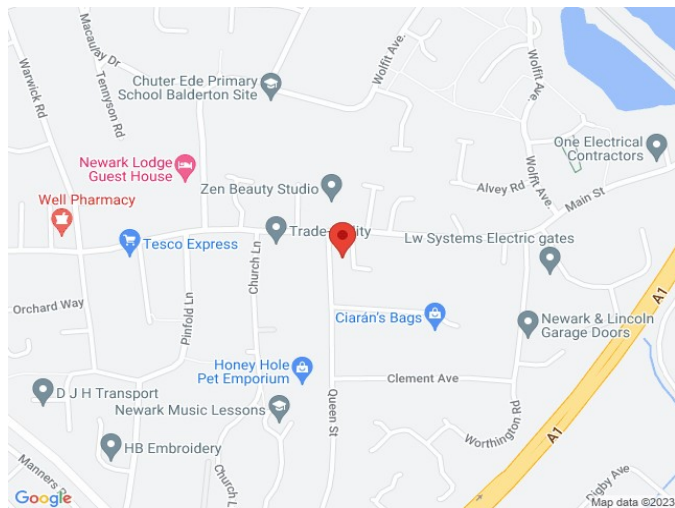 Macaulay Dr
Warwick Rd
Tennyson Rd
Chuter Ede Primary
School Balderton Site
Wolfit Ave.
Wolfit Ave.
Wolfit Ave.
One Electrical
Contractors
Newark Lodge
Guest House
Zen Beauty Studio
Alvey Rd
Main St
Well Pharmacy
Tesco Express
Church Ln
Lw Systems Electric gates
A1
Orchard Way
Pinfold Ln
Ciarán's Bags
Newark & Lincoln
Garage Doors
Honey Hole
Pet Emporium
Clement Ave
D J H Transport
Newark Music Lessons
Queen St
HB Embroidery
Worthington Rd
A1
Manners
Church L
Digby Ave
Google
Map data ©2023